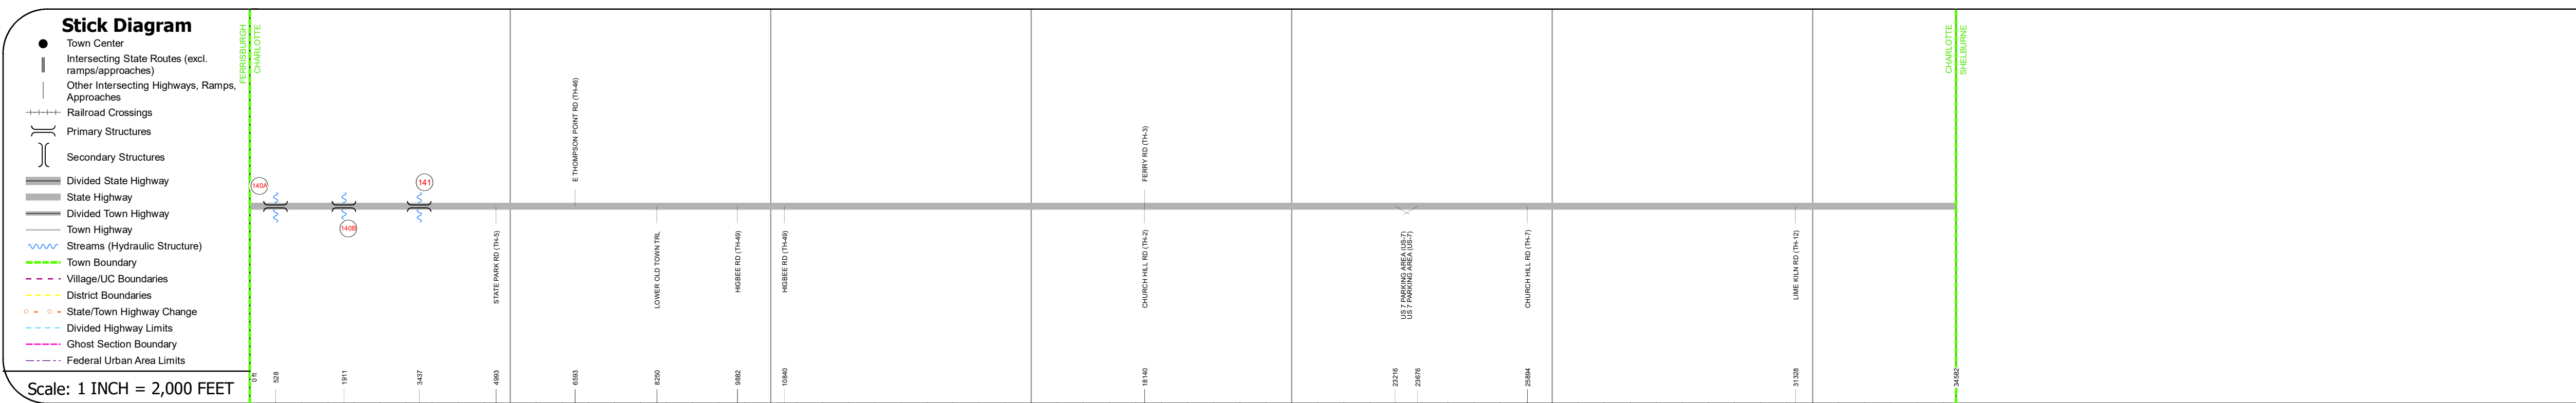 Stick Diagram
Town Center
Intersecting State Routes (excl.
ramps/approaches)
Other Intersecting Highways, Ramps,
Approaches
Railroad Crossings
Primary Structures
Secondary Structures
Divided State Highway
State Highway
Divided Town Highway
Town Highway
Streams (Hydraulic Structure)
Town Boundary
Village/UC Boundaries
District Boundaries
State/Town Highway Change
Divided Highway Limits
Ghost Section Boundary
Federal Urban Area Limits
Scale: 1 INCH = 2,000 FEET
FERRISBURGH
CHARLOTTE
140A
140B
141
STATE PARK RD (TH-5)
E THOMPSON POINT RD (TH-46)
LOWER OLD TOWN TRL
HIGBEE RD (TH-49)
HIGBEE RD (TH-49)
FERRY RD (TH-3)
CHURCH HILL RD (TH-2)
US 7 PARKING AREA (US-7)
US 7 PARKING AREA (US-7)
CHURCH HILL RD (TH-7)
LIME KILN RD (TH-12)
CHARLOTTE
SHELBURNE
0 ft
528
1911
3437
4993
6593
8250
9882
10840
18140
23216
23676
25894
31328
34582